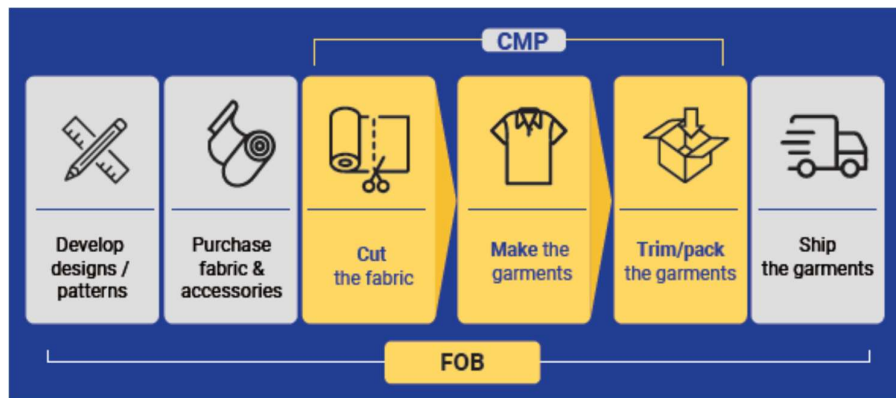 CMP
Develop
designs /
patterns
Purchase
fabric &
accessories
Cut
the fabric
Make the
garments
Trim/pack
the garments
Ship
the garments
FOB